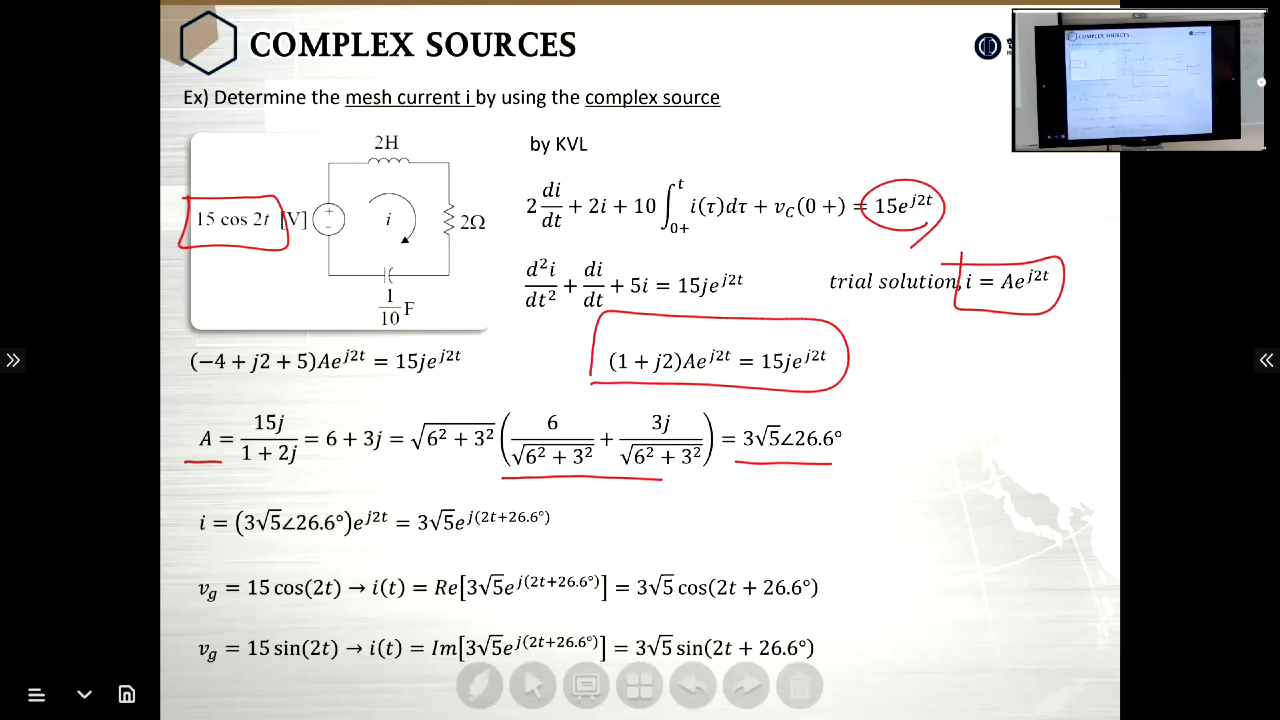 COMPLEX SOURCES
Ex) Determine the mesh current i by using the complex source
2H
15 cos 2t [V]
+
−
i
2Ω
1/10 F
by KVL
2 di/dt + 2i + 10 ∫_{0+}^{t} i(τ)dτ + v_C(0 +) = 15e^{j2t}
d²i/dt² + di/dt + 5i = 15je^{j2t}
trial solution, i = Ae^{j2t}
(−4 + j2 + 5)Ae^{j2t} = 15je^{j2t}
(1 + j2)Ae^{j2t} = 15je^{j2t}
A = 15j/(1 + 2j) = 6 + 3j = √(6² + 3²) (6/√(6² + 3²) + 3j/√(6² + 3²)) = 3√5∠26.6°
i = (3√5∠26.6°)e^{j2t} = 3√5e^{j(2t+26.6°)}
v_g = 15 cos(2t) → i(t) = Re[3√5e^{j(2t+26.6°)}] = 3√5 cos(2t + 26.6°)
v_g = 15 sin(2t) → i(t) = Im[3√5e^{j(2t+26.6°)}] = 3√5 sin(2t + 26.6°)
COMPLEX SOURCES